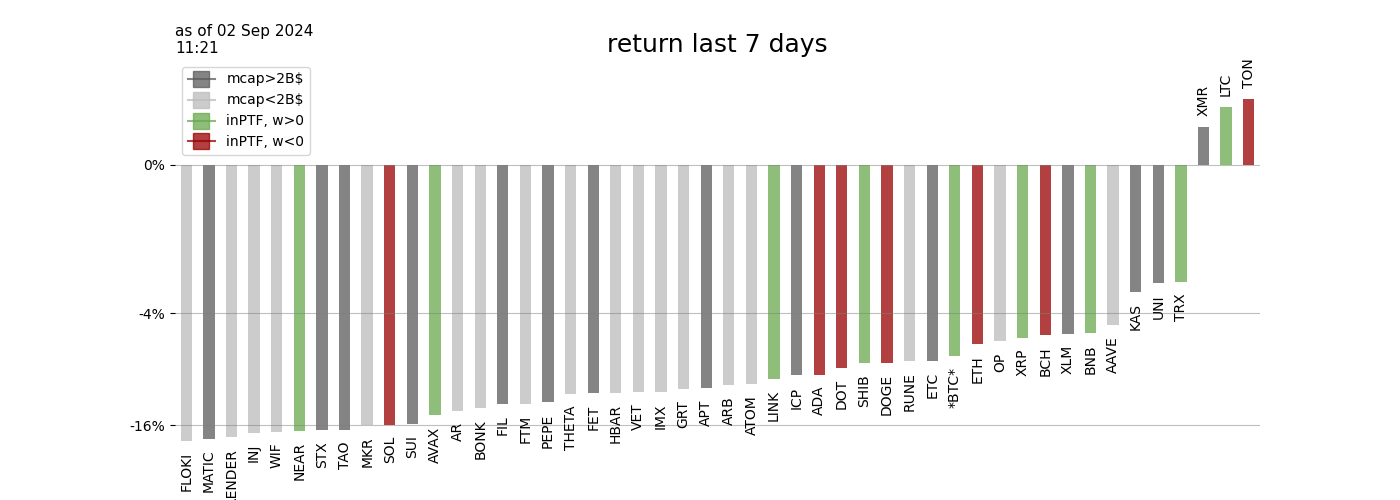 as of 02 Sep 2024
11:21
return last 7 days
mcap>2B$
mcap<2B$
inPTF, w>0
inPTF, w<0
0%
-4%
-16%
FLOKI
MATIC
INJ
WIF
NEAR
STX
TAO
MKR
SOL
SUI
AVAX
AR
BONK
FIL
FTM
PEPE
THETA
FET
HBAR
VET
IMX
GRT
APT
ARB
ATOM
LINK
ICP
ADA
DOT
SHIB
DOGE
RUNE
ETC
*BTC*
ETH
OP
XRP
BCH
XLM
BNB
AAVE
KAS
UNI
TRX
XMR
LTC
TON